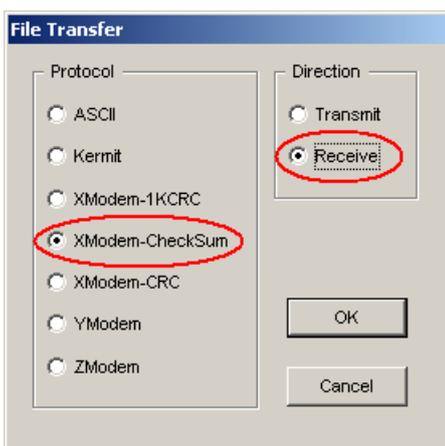 File Transfer
Protocol
ASCII
Kermit
XModem-1KCRC
XModem-CheckSum
XModem-CRC
YModem
ZModem
Direction
Transmit
Receive
OK
Cancel